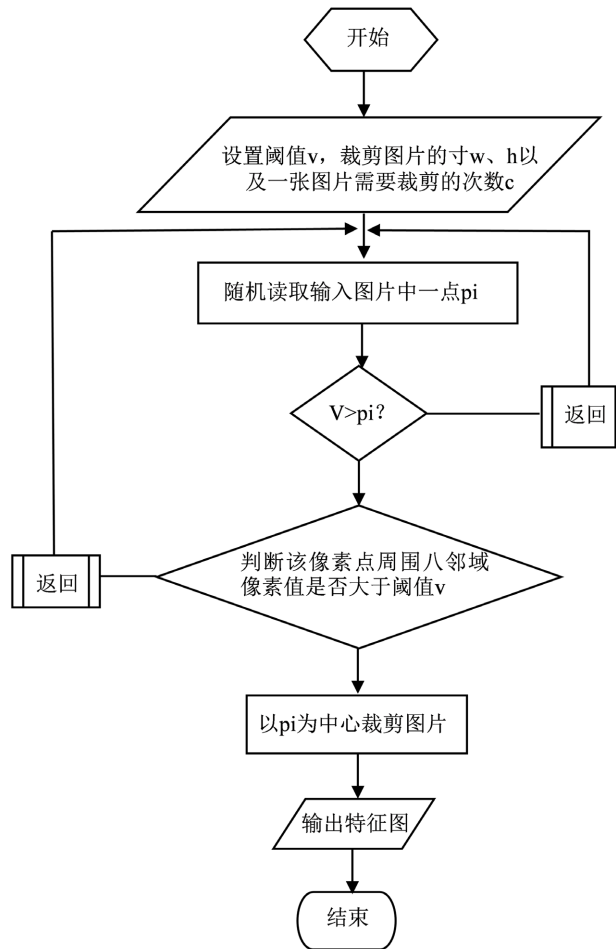 开始
设置阈值v，裁剪图片的寸w、h以
及一张图片需要裁剪的次数c
随机读取输入图片中一点pi
V>pi?
返回
判断该像素点周围八邻域
像素值是否大于阈值v
返回
以pi为中心裁剪图片
输出特征图
结束